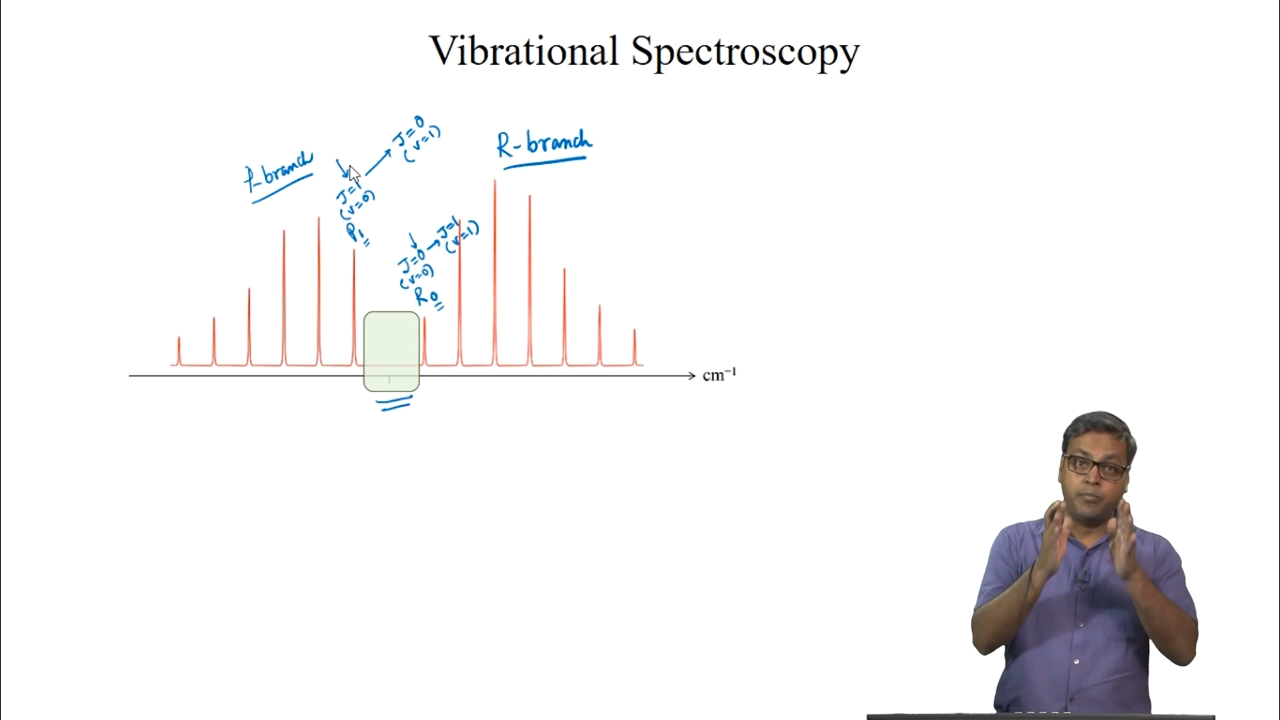 Vibrational Spectroscopy
P-branch
J=1
(v=0)
P1
J=0
(v=1)
R-branch
J=0
(v=0)
R0
J=1
(v=1)
cm⁻¹